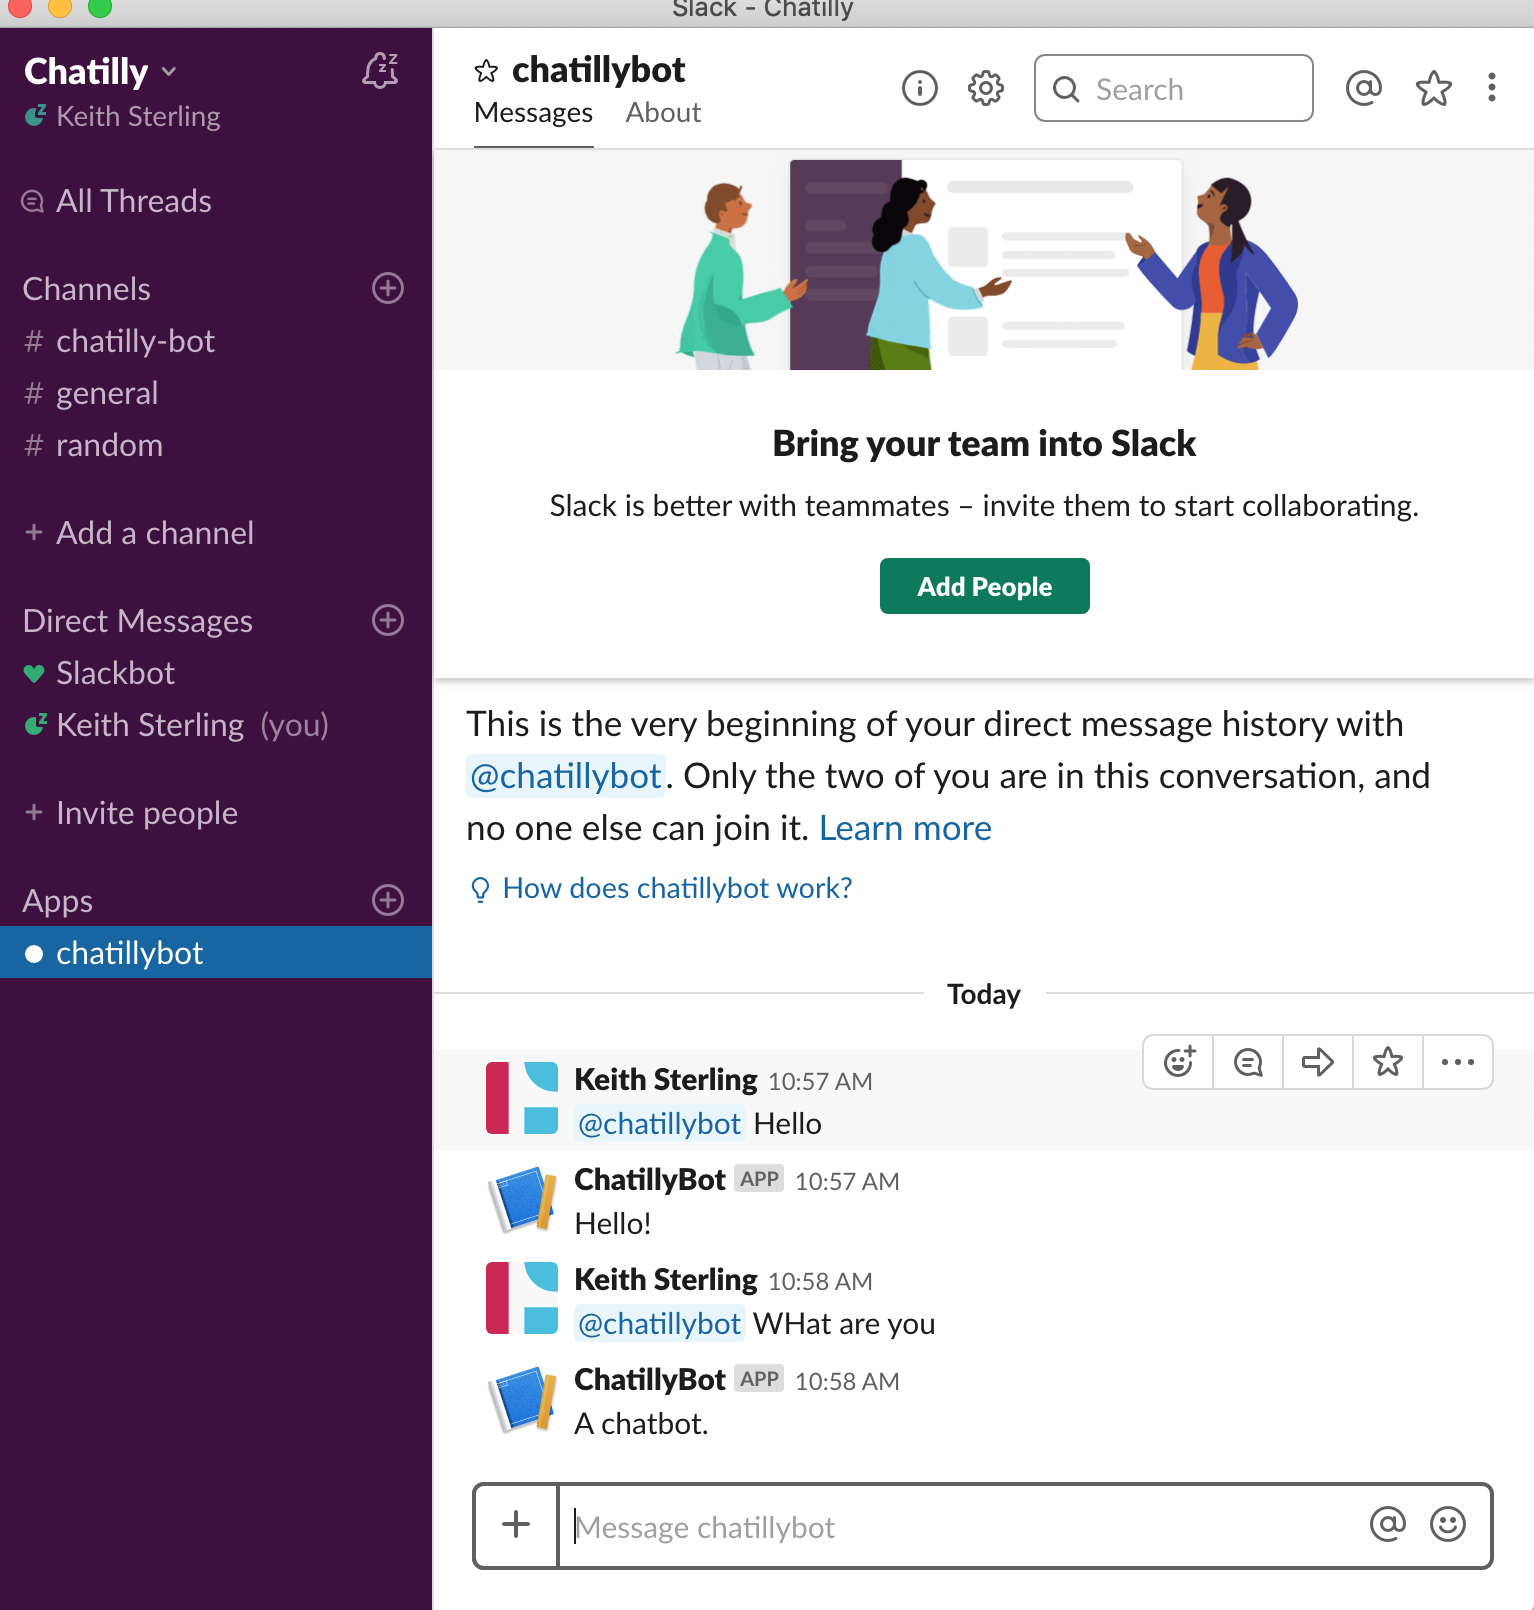 Slack - Chatilly
Chatilly
Keith Sterling
All Threads
Channels
# chatilly-bot
# general
# random
+ Add a channel
Direct Messages
Slackbot
Keith Sterling (you)
+ Invite people
Apps
chatillybot
chatillybot
Messages About
Search
Bring your team into Slack
Slack is better with teammates – invite them to start collaborating.
Add People
This is the very beginning of your direct message history with
@chatillybot. Only the two of you are in this conversation, and
no one else can join it. Learn more
How does chatillybot work?
Today
Keith Sterling 10:57 AM
@chatillybot Hello
ChatillyBot APP 10:57 AM
Hello!
Keith Sterling 10:58 AM
@chatillybot WHat are you
ChatillyBot APP 10:58 AM
A chatbot.
Message chatillybot